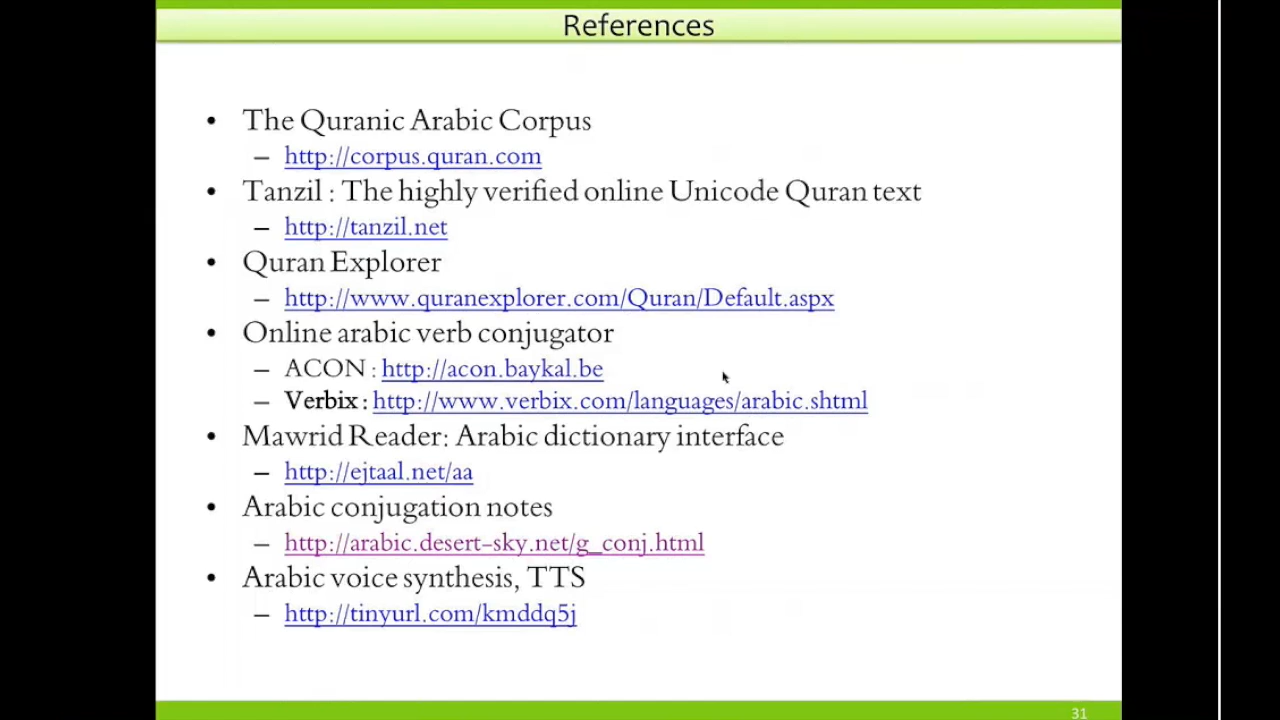 References
• The Quranic Arabic Corpus
– http://corpus.quran.com
• Tanzil : The highly verified online Unicode Quran text
– http://tanzil.net
• Quran Explorer
– http://www.quranexplorer.com/Quran/Default.aspx
• Online arabic verb conjugator
– ACON : http://acon.baykal.be
– Verbix : http://www.verbix.com/languages/arabic.shtml
• Mawrid Reader: Arabic dictionary interface
– http://ejtaal.net/aa
• Arabic conjugation notes
– http://arabic.desert-sky.net/g_conj.html
• Arabic voice synthesis, TTS
– http://tinyurl.com/kmddq5j
31